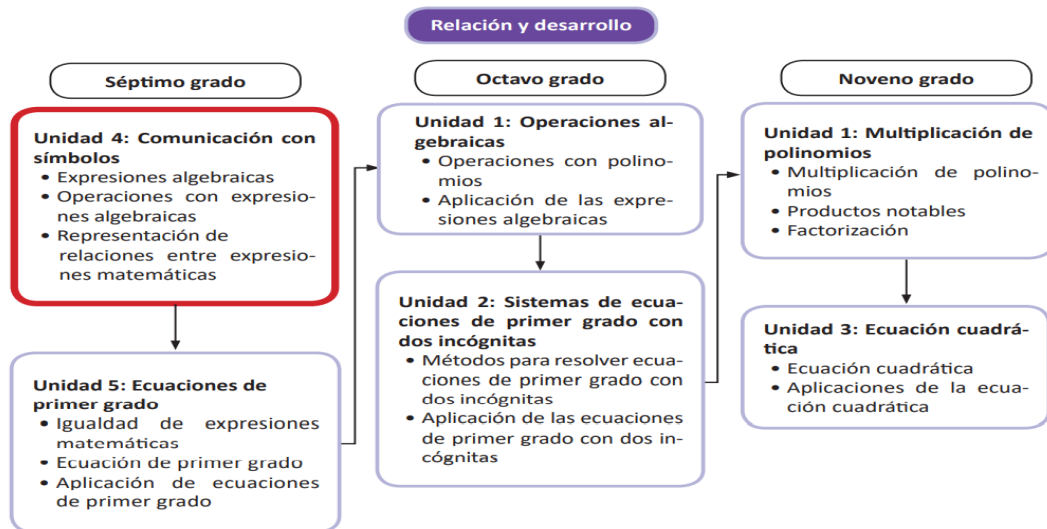 Relación y desarrollo
Séptimo grado
Unidad 4: Comunicación con
símbolos
• Expresiones algebraicas
• Operaciones con expresio-
nes algebraicas
• Representación de
relaciones entre expresio-
nes matemáticas
Unidad 5: Ecuaciones de
primer grado
• Igualdad de expresiones
matemáticas
• Ecuación de primer grado
• Aplicación de ecuaciones
de primer grado
Octavo grado
Unidad 1: Operaciones al-
gebraicas
• Operaciones con polino-
mios
• Aplicación de las expre-
siones algebraicas
Unidad 2: Sistemas de ecua-
ciones de primer grado con
dos incógnitas
• Métodos para resolver ecua-
ciones de primer grado con
dos incógnitas
• Aplicación de las ecuaciones
de primer grado con dos in-
cógnitas
Noveno grado
Unidad 1: Multiplicación de
polinomios
• Multiplicación de polino-
mios
• Productos notables
• Factorización
Unidad 3: Ecuación cuadrá-
tica
• Ecuación cuadrática
• Aplicaciones de la ecua-
ción cuadrática